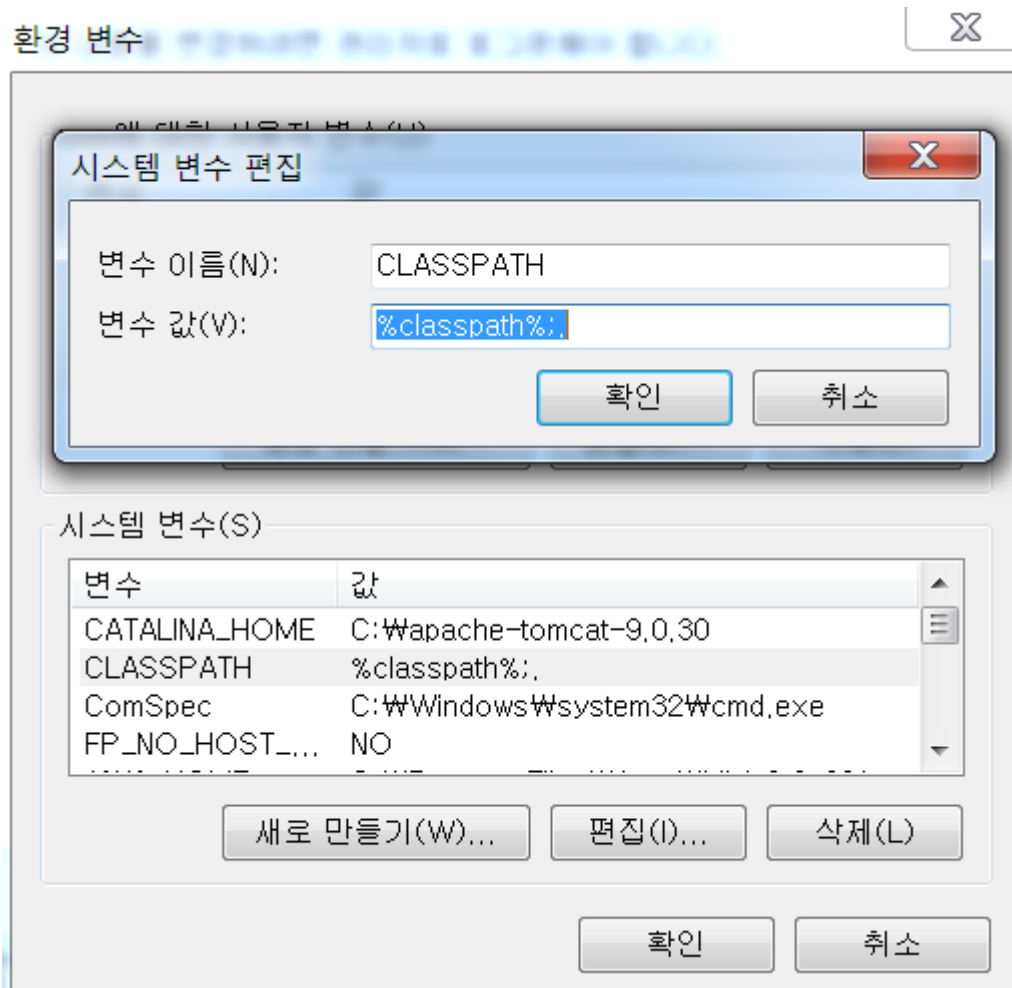 환경 변수
시스템 변수 편집
변수 이름(N):
CLASSPATH
변수 값(V):
%classpath%;.
확인
취소
시스템 변수(S)
변수
값
CATALINA_HOME
C:₩apache-tomcat-9.0.30
CLASSPATH
%classpath%;.
ComSpec
C:₩Windows₩system32₩cmd.exe
FP_NO_HOST_...
NO
새로 만들기(W)...
편집(I)...
삭제(L)
확인
취소